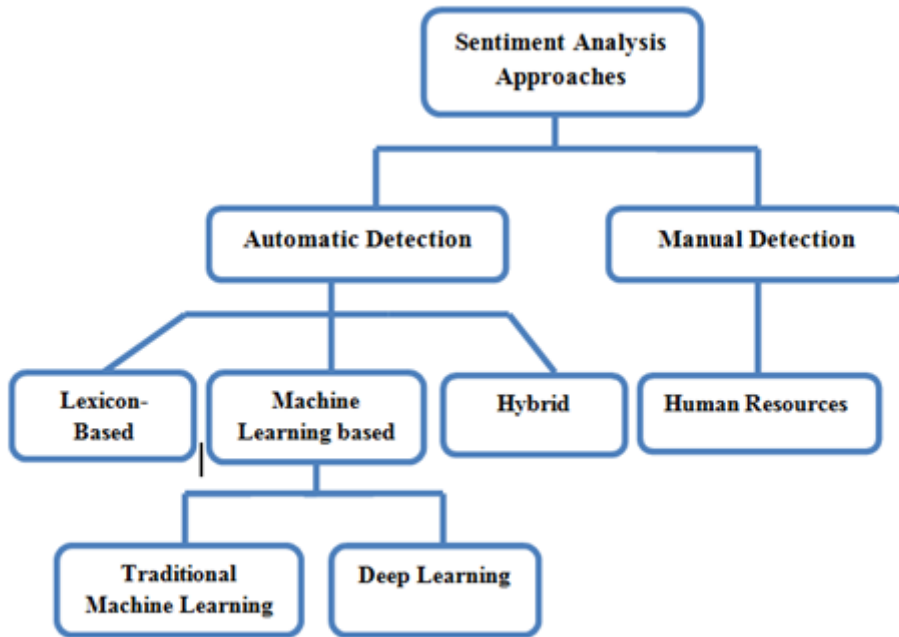 Sentiment Analysis
Approaches
Automatic Detection
Manual Detection
Lexicon-
Based
Machine
Learning based
Hybrid
Human Resources
Traditional
Machine Learning
Deep Learning